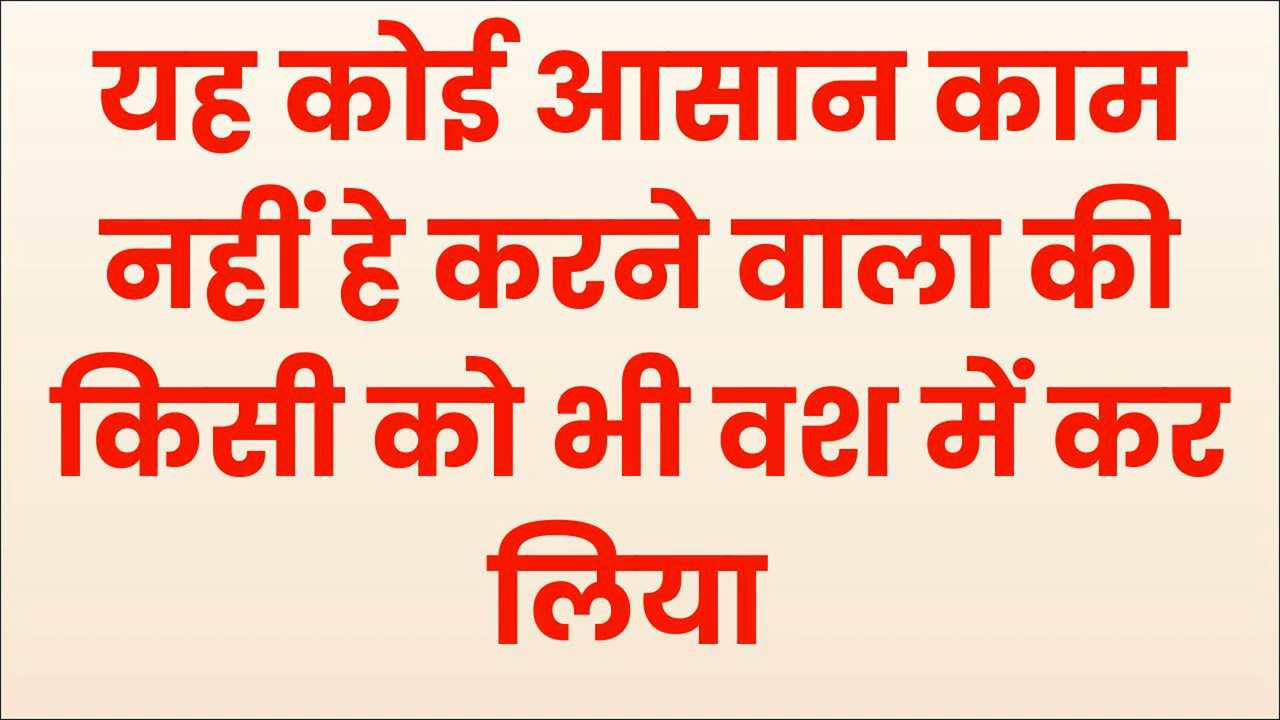 यह कोई आसान काम
नहीं हे करने वाला की
किसी को भी वश में कर
लिया